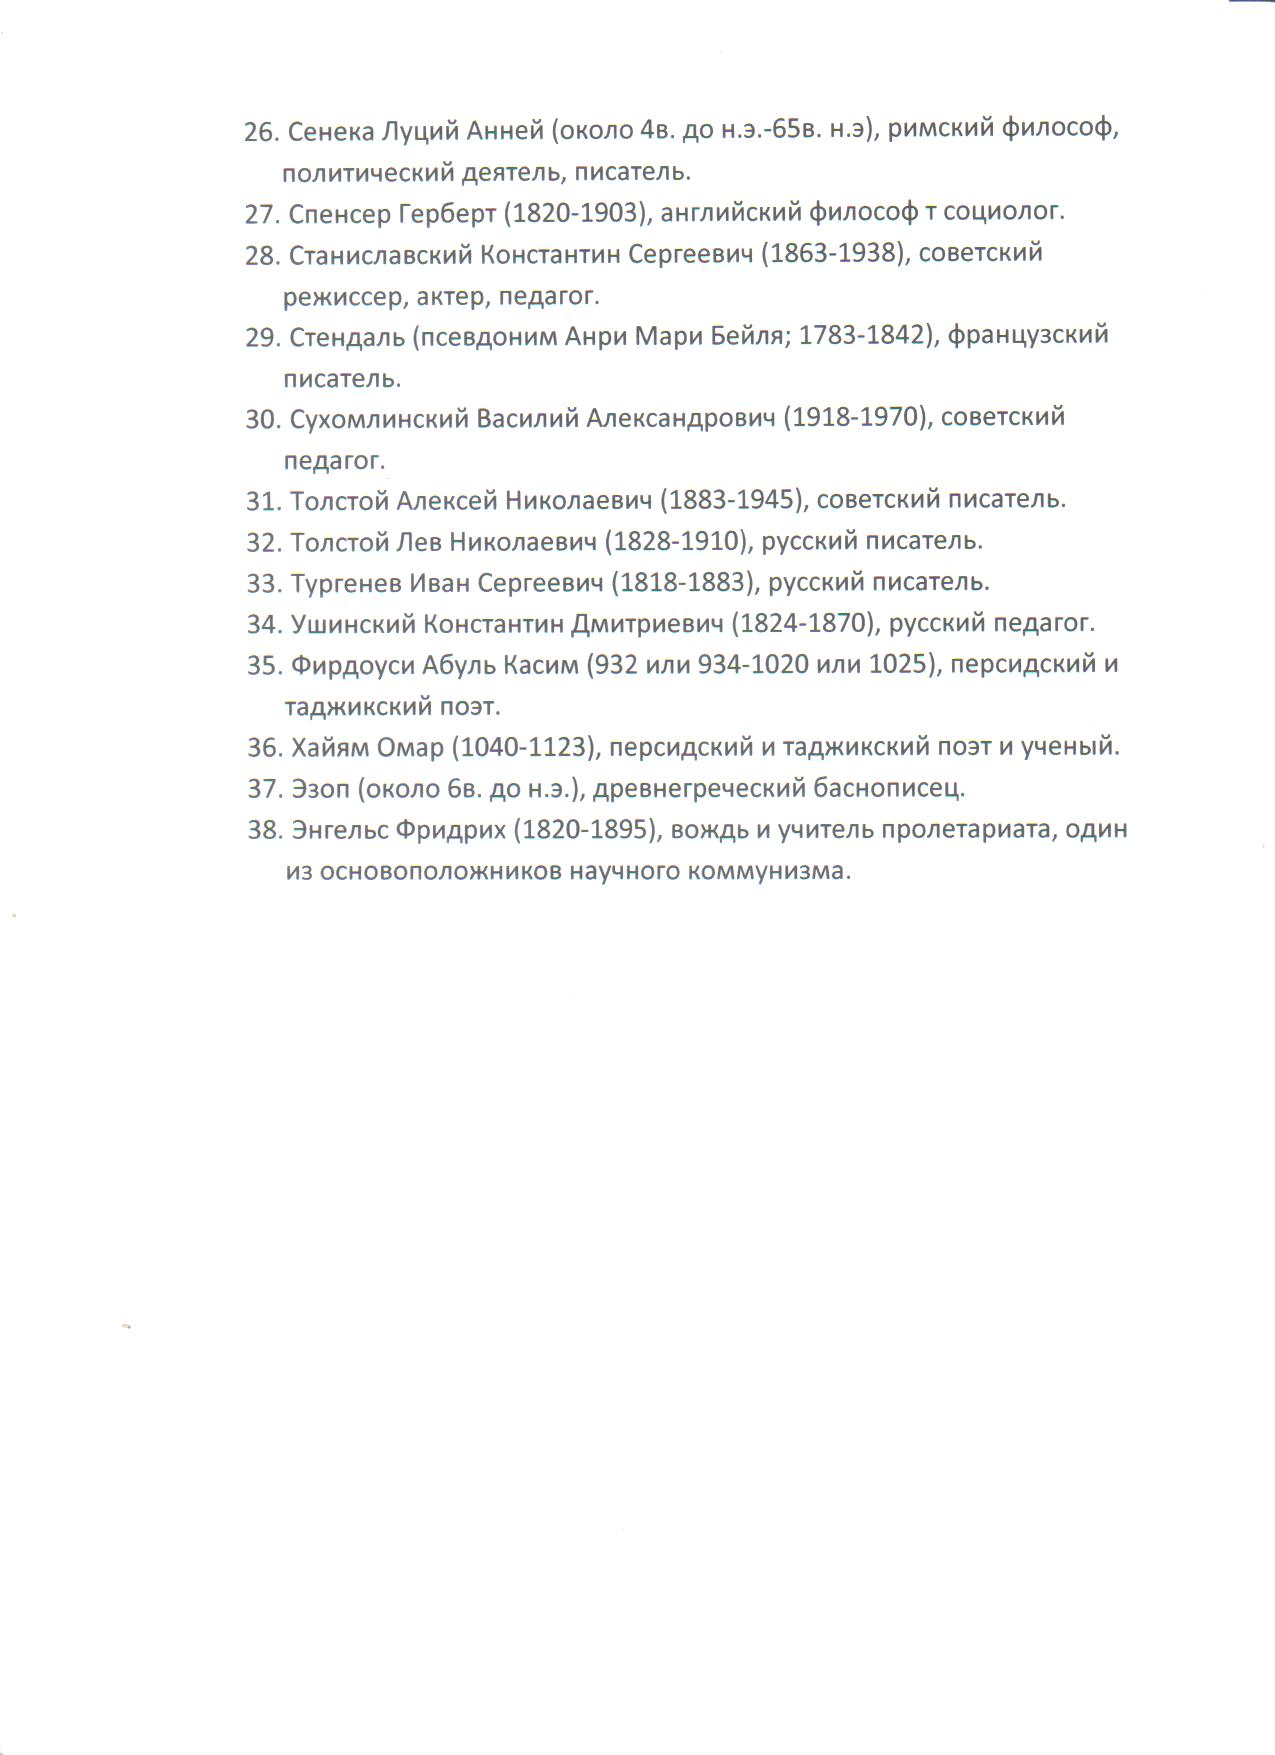 26. Сенека Луций Анней (около 4в. до н.э.-65в. н.э), римский философ,
политический деятель, писатель.
27. Спенсер Герберт (1820-1903), английский философ т социолог.
28. Станиславский Константин Сергеевич (1863-1938), советский
режиссер, актер, педагог.
29. Стендаль (псевдоним Анри Мари Бейля; 1783-1842), французский
писатель.
30. Сухомлинский Василий Александрович (1918-1970), советский
педагог.
31. Толстой Алексей Николаевич (1883-1945), советский писатель.
32. Толстой Лев Николаевич (1828-1910), русский писатель.
33. Тургенев Иван Сергеевич (1818-1883), русский писатель.
34. Ушинский Константин Дмитриевич (1824-1870), русский педагог.
35. Фирдоуси Абуль Касим (932 или 934-1020 или 1025), персидский и
таджикский поэт.
36. Хайям Омар (1040-1123), персидский и таджикский поэт и ученый.
37. Эзоп (около 6в. до н.э.), древнегреческий баснописец.
38. Энгельс Фридрих (1820-1895), вождь и учитель пролетариата, один
из основоположников научного коммунизма.